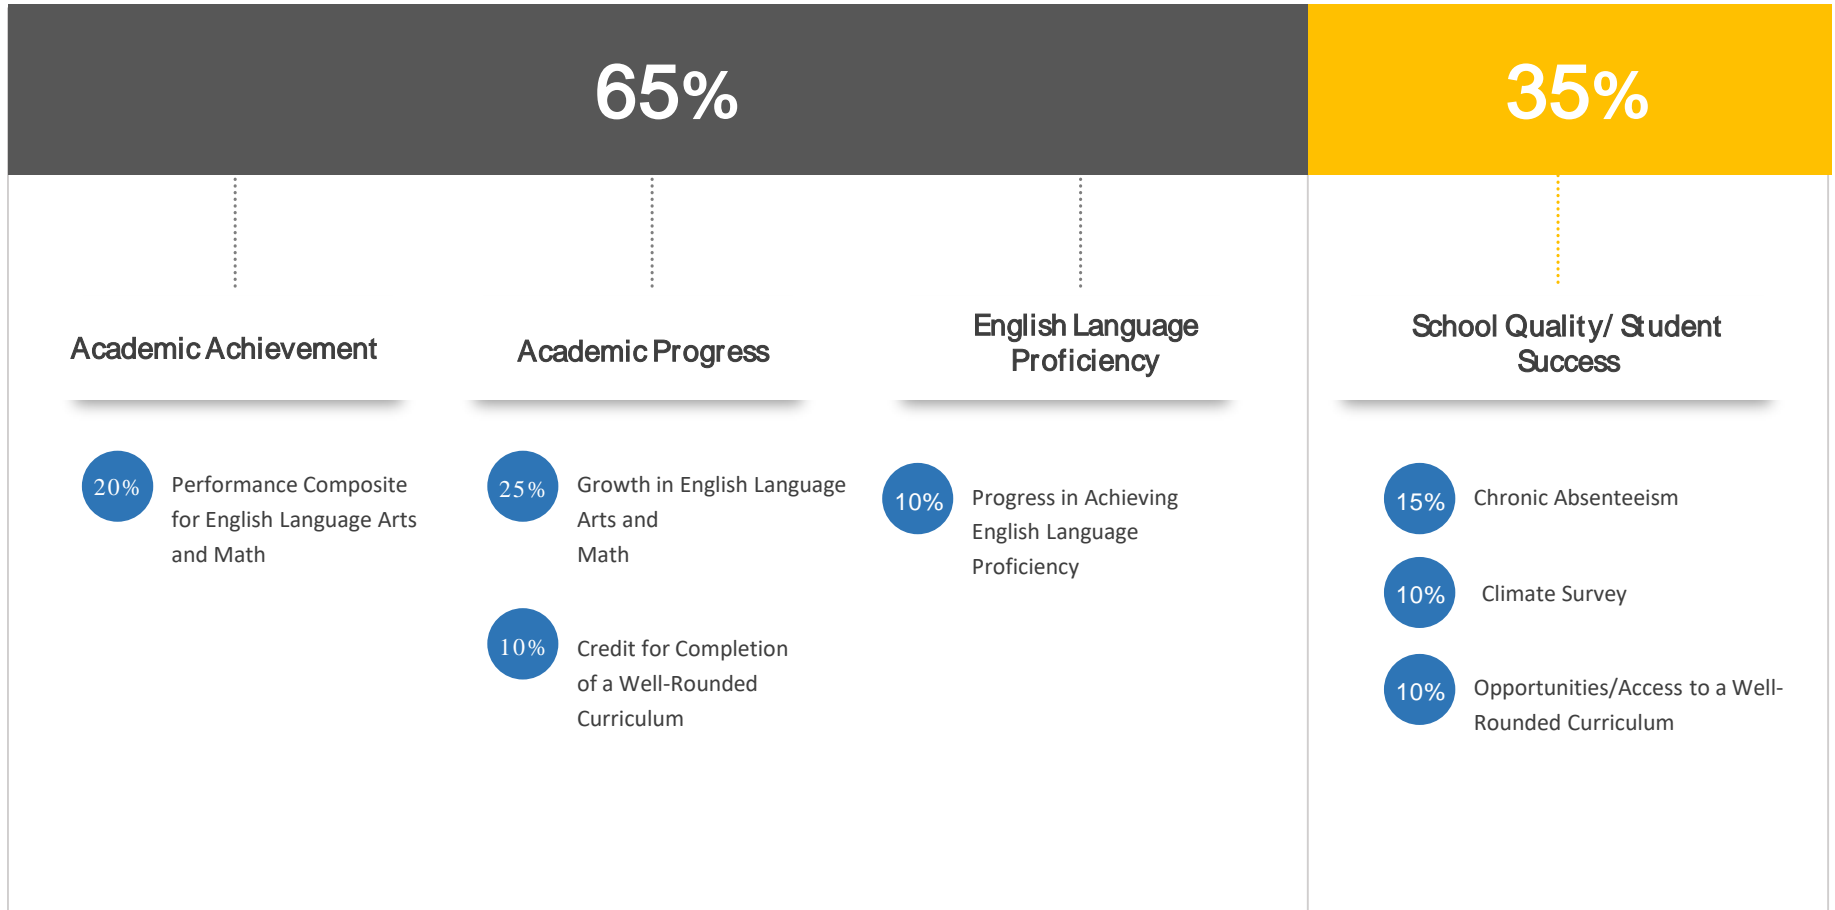 65%
35%
Academic Achievement
Academic Progress
English Language
Proficiency
School Quality/ Student
Success
20%
Performance Composite
for English Language Arts
and Math
25%
Growth in English Language
Arts and
Math
10%
Credit for Completion
of a Well-Rounded
Curriculum
10%
Progress in Achieving
English Language
Proficiency
15%
Chronic Absenteeism
10%
Climate Survey
10%
Opportunities/Access to a Well-
Rounded Curriculum